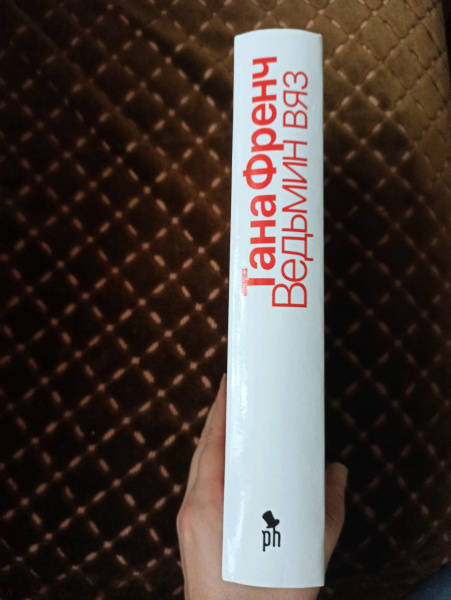 Тана Френч
Ведьмин вяз
ph